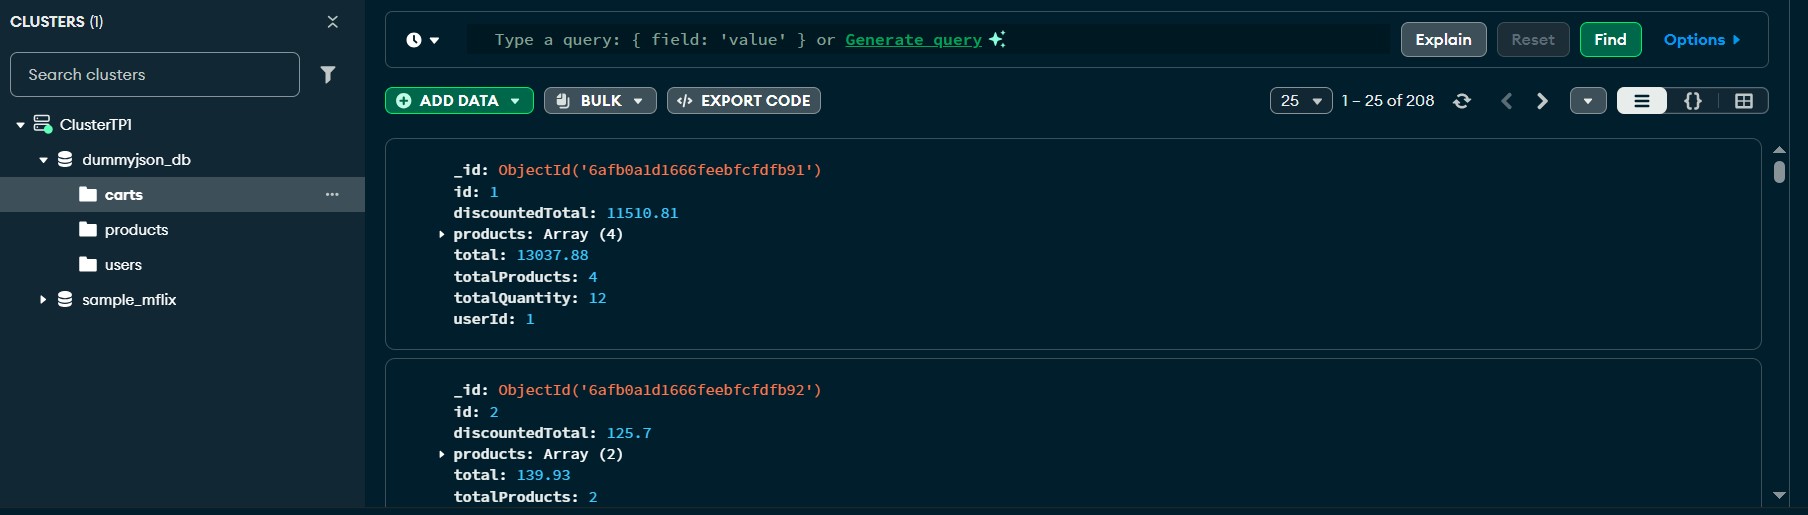 CLUSTERS (1)
Search clusters
ClusterTP1
dummyjson_db
carts
products
users
sample_mflix
Type a query: { field: 'value' } or Generate query
Explain
Reset
Find
Options
ADD DATA
BULK
EXPORT CODE
25
1 – 25 of 208
_id: ObjectId('6afb0a1d1666feebfcfdfb91')
id: 1
discountedTotal: 11510.81
products: Array (4)
total: 13037.88
totalProducts: 4
totalQuantity: 12
userId: 1
_id: ObjectId('6afb0a1d1666feebfcfdfb92')
id: 2
discountedTotal: 125.7
products: Array (2)
total: 139.93
totalProducts: 2